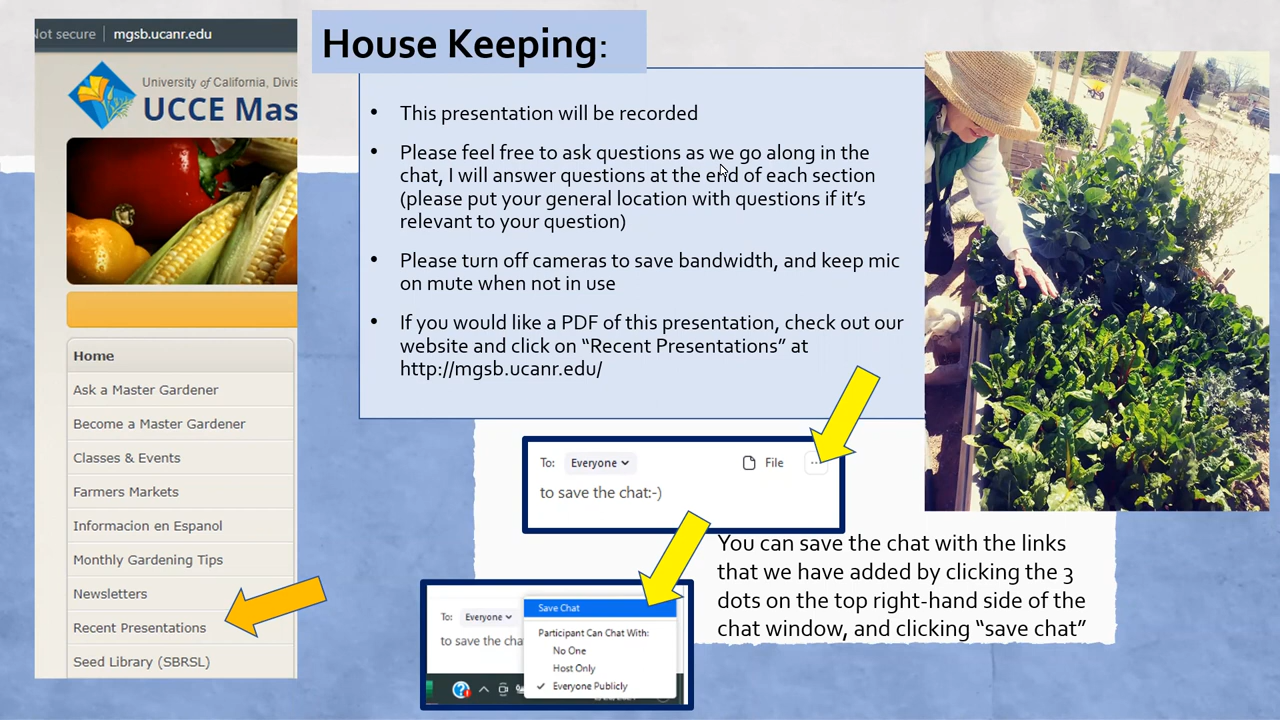 Not secure | mgsb.ucanr.edu
University of California, Divis
UCCE Mas
Home
Ask a Master Gardener
Become a Master Gardener
Classes & Events
Farmers Markets
Informacion en Espanol
Monthly Gardening Tips
Newsletters
Recent Presentations
Seed Library (SBRSL)
House Keeping:
• This presentation will be recorded
• Please feel free to ask questions as we go along in the
chat, I will answer questions at the end of each section
(please put your general location with questions if it’s
relevant to your question)
• Please turn off cameras to save bandwidth, and keep mic
on mute when not in use
• If you would like a PDF of this presentation, check out our
website and click on “Recent Presentations” at
http://mgsb.ucanr.edu/
To: Everyone File ...
to save the chat:-)
You can save the chat with the links
that we have added by clicking the 3
dots on the top right-hand side of the
chat window, and clicking “save chat”
To: Everyone
to save the cha
Save Chat
Participant Can Chat With:
No One
Host Only
✓ Everyone Publicly